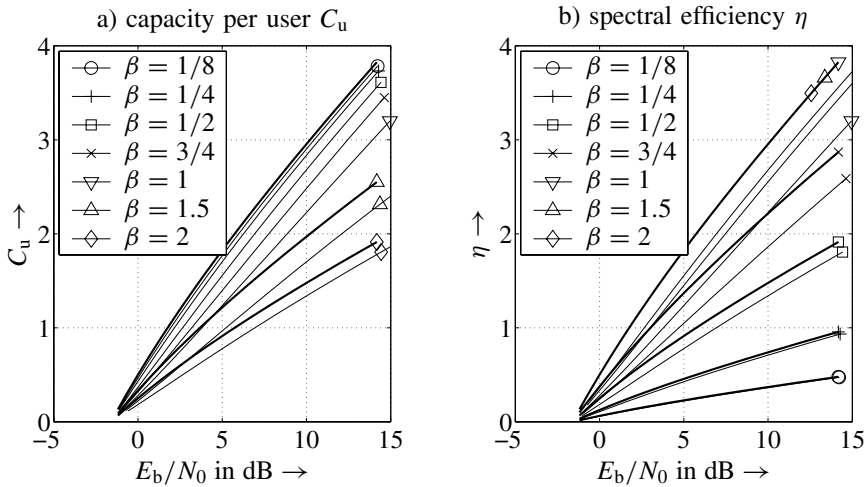 a) capacity per user C_u
4
3
2
1
0
−5
0
5
10
15
C_u →
E_b/N_0 in dB →
β = 1/8
β = 1/4
β = 1/2
β = 3/4
β = 1
β = 1.5
β = 2
b) spectral efficiency η
4
3
2
1
0
−5
0
5
10
15
η →
E_b/N_0 in dB →
β = 1/8
β = 1/4
β = 1/2
β = 3/4
β = 1
β = 1.5
β = 2